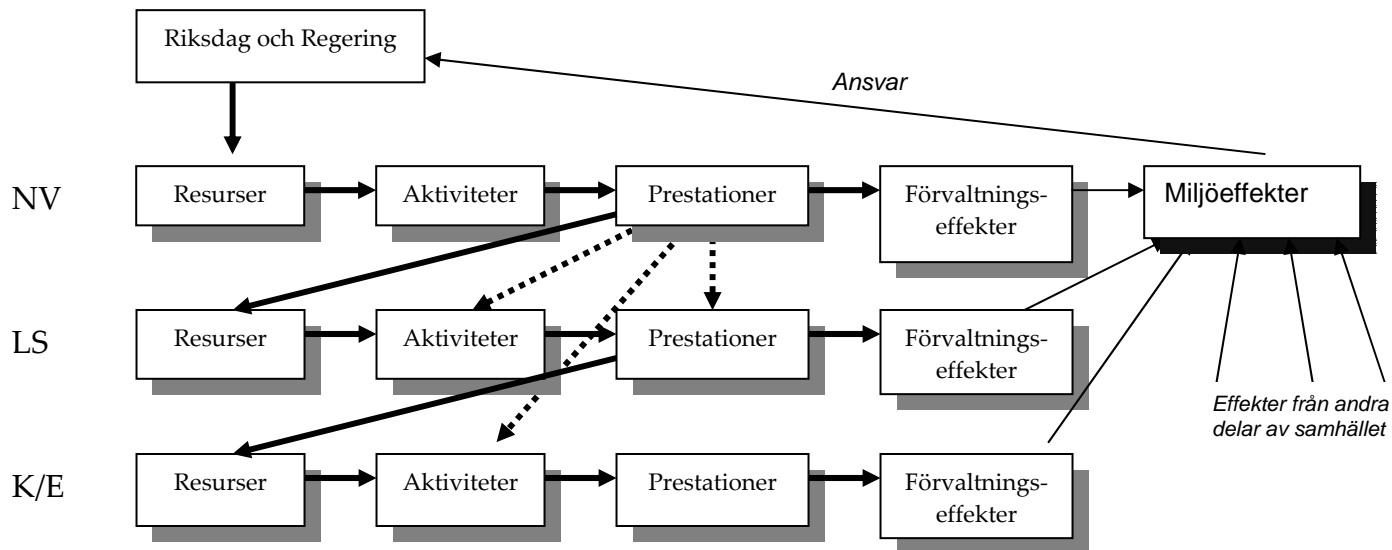 Riksdag och Regering
Ansvar
NV
Resurser
Aktiviteter
Prestationer
Förvaltnings-
effekter
Miljöeffekter
LS
Resurser
Aktiviteter
Prestationer
Förvaltnings-
effekter
Effekter från andra
delar av samhället
K/E
Resurser
Aktiviteter
Prestationer
Förvaltnings-
effekter